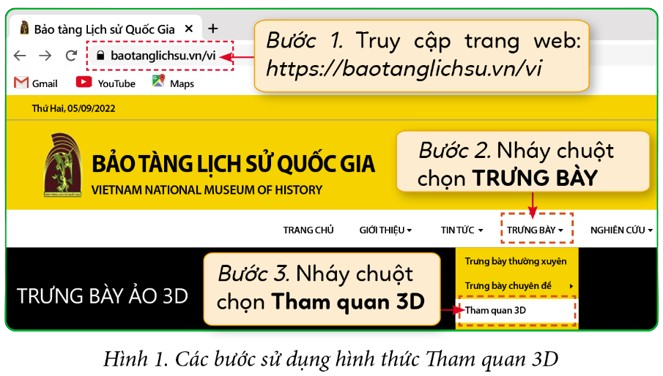 Bảo tàng Lịch sử Quốc Gia
baotanglichsu.vn/vi
Bước 1. Truy cập trang web:
https://baotanglichsu.vn/vi
Gmail YouTube Maps
Thứ Hai, 05/09/2022
BẢO TÀNG LỊCH SỬ QUỐC GIA
VIETNAM NATIONAL MUSEUM OF HISTORY
Bước 2. Nháy chuột
chọn TRƯNG BÀY
TRANG CHỦ GIỚI THIỆU TIN TỨC TRƯNG BÀY NGHIÊN CỨU
Trưng bày thường xuyên
Trưng bày chuyên đề
Tham quan 3D
Bước 3. Nháy chuột
chọn Tham quan 3D
TRƯNG BÀY ẢO 3D
Hình 1. Các bước sử dụng hình thức Tham quan 3D